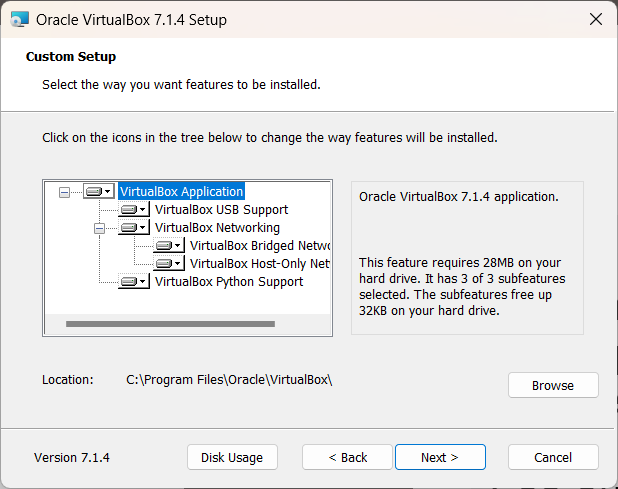 Oracle VirtualBox 7.1.4 Setup
Custom Setup
Select the way you want features to be installed.
Click on the icons in the tree below to change the way features will be installed.
VirtualBox Application
VirtualBox USB Support
VirtualBox Networking
VirtualBox Bridged Netwo
VirtualBox Host-Only Net
VirtualBox Python Support
Oracle VirtualBox 7.1.4 application.
This feature requires 28MB on your
hard drive. It has 3 of 3 subfeatures
selected. The subfeatures free up
32KB on your hard drive.
Location: C:\Program Files\Oracle\VirtualBox\
Browse
Version 7.1.4
Disk Usage
< Back
Next >
Cancel